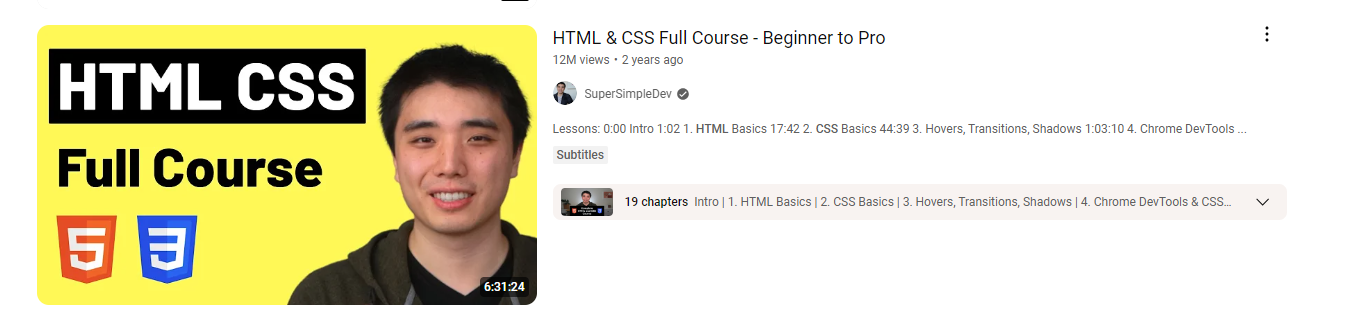 HTML CSS
Full Course
5
3
6:31:24
HTML & CSS Full Course - Beginner to Pro
12M views • 2 years ago
SuperSimpleDev
Lessons: 0:00 Intro 1:02 1. HTML Basics 17:42 2. CSS Basics 44:39 3. Hovers, Transitions, Shadows 1:03:10 4. Chrome DevTools ...
Subtitles
19 chapters Intro | 1. HTML Basics | 2. CSS Basics | 3. Hovers, Transitions, Shadows | 4. Chrome DevTools & CSS...